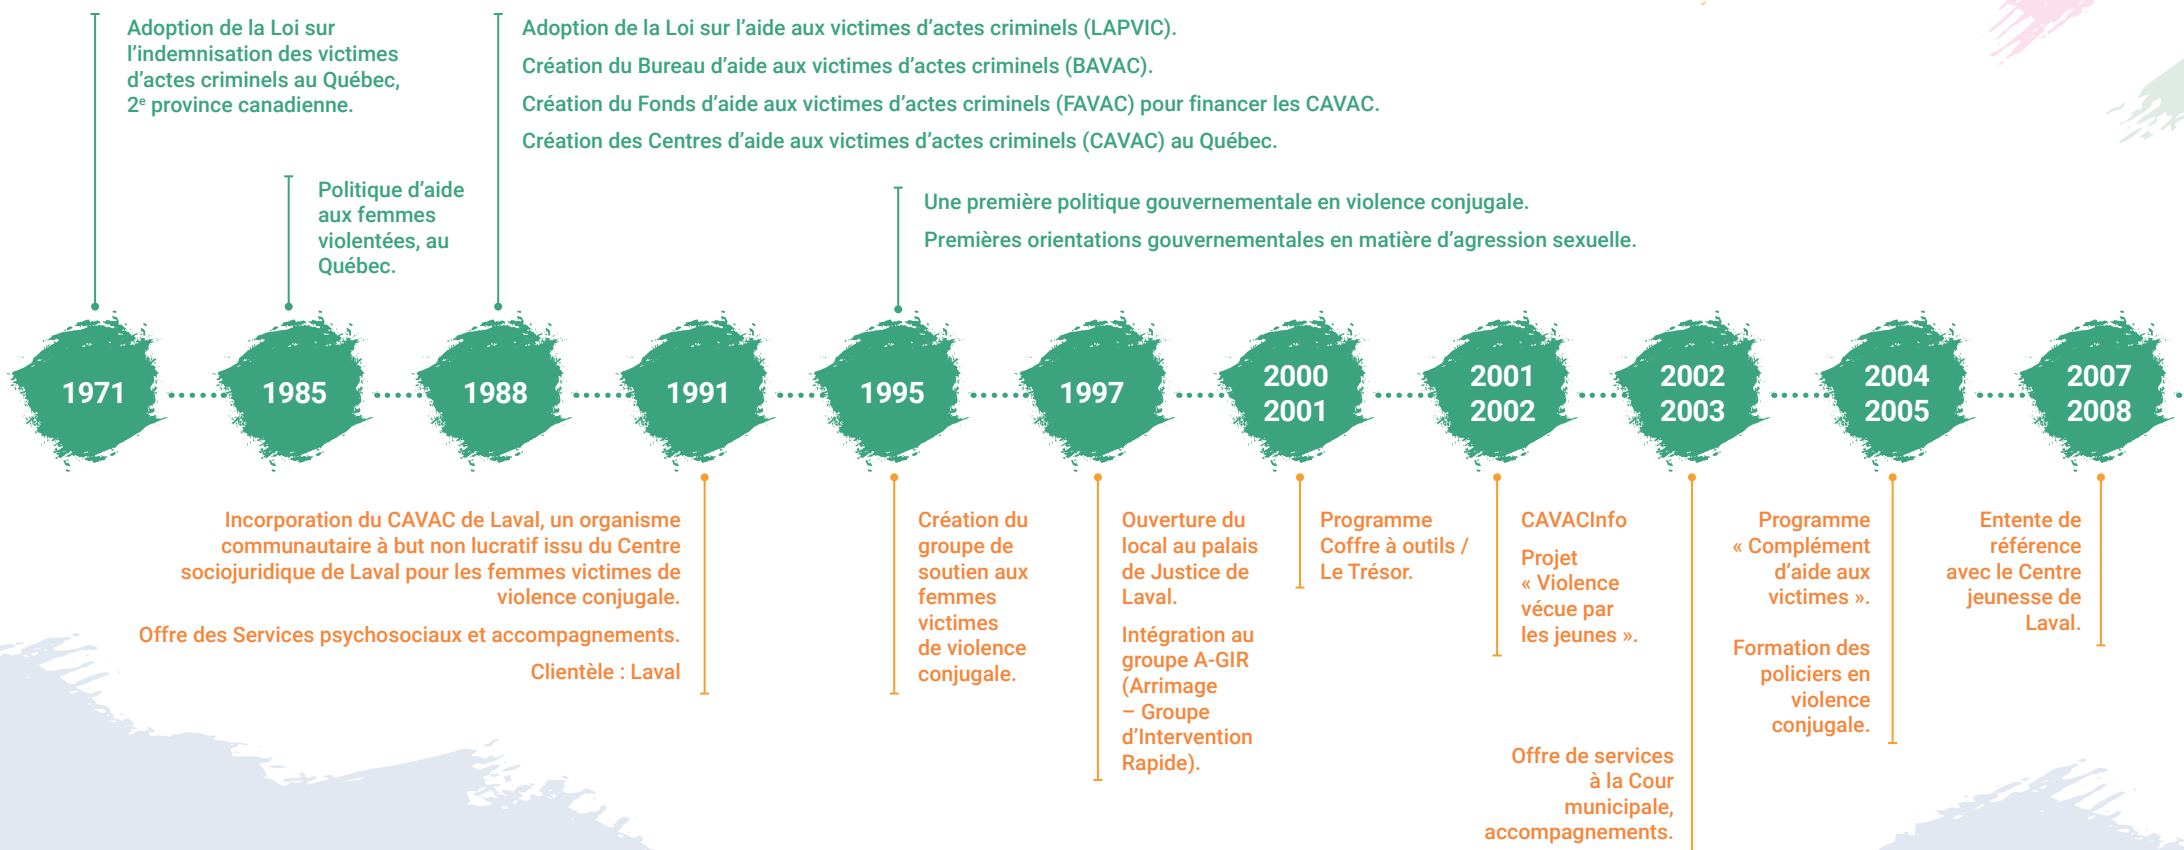 Adoption de la Loi sur
l’indemnisation des victimes
d’actes criminels au Québec,
2e province canadienne.
Politique d’aide
aux femmes
violentées, au
Québec.
Adoption de la Loi sur l’aide aux victimes d’actes criminels (LAPVIC).
Création du Bureau d’aide aux victimes d’actes criminels (BAVAC).
Création du Fonds d’aide aux victimes d’actes criminels (FAVAC) pour financer les CAVAC.
Création des Centres d’aide aux victimes d’actes criminels (CAVAC) au Québec.
Une première politique gouvernementale en violence conjugale.
Premières orientations gouvernementales en matière d’agression sexuelle.
1971
1985
1988
1991
1995
1997
2000
2001
2001
2002
2002
2003
2004
2005
2007
2008
Incorporation du CAVAC de Laval, un organisme
communautaire à but non lucratif issu du Centre
sociojuridique de Laval pour les femmes victimes de
violence conjugale.
Offre des Services psychosociaux et accompagnements.
Clientèle : Laval
Création du
groupe de
soutien aux
femmes
victimes
de violence
conjugale.
Ouverture du
local au palais
de Justice de
Laval.
Intégration au
groupe A-GIR
(Arrimage
– Groupe
d’Intervention
Rapide).
Programme
Coffre à outils /
Le Trésor.
CAVACInfo
Projet
« Violence
vécue par
les jeunes ».
Offre de services
à la Cour
municipale,
accompagnements.
Programme
« Complément
d’aide aux
victimes ».
Formation des
policiers en
violence
conjugale.
Entente de
référence
avec le Centre
jeunesse de
Laval.